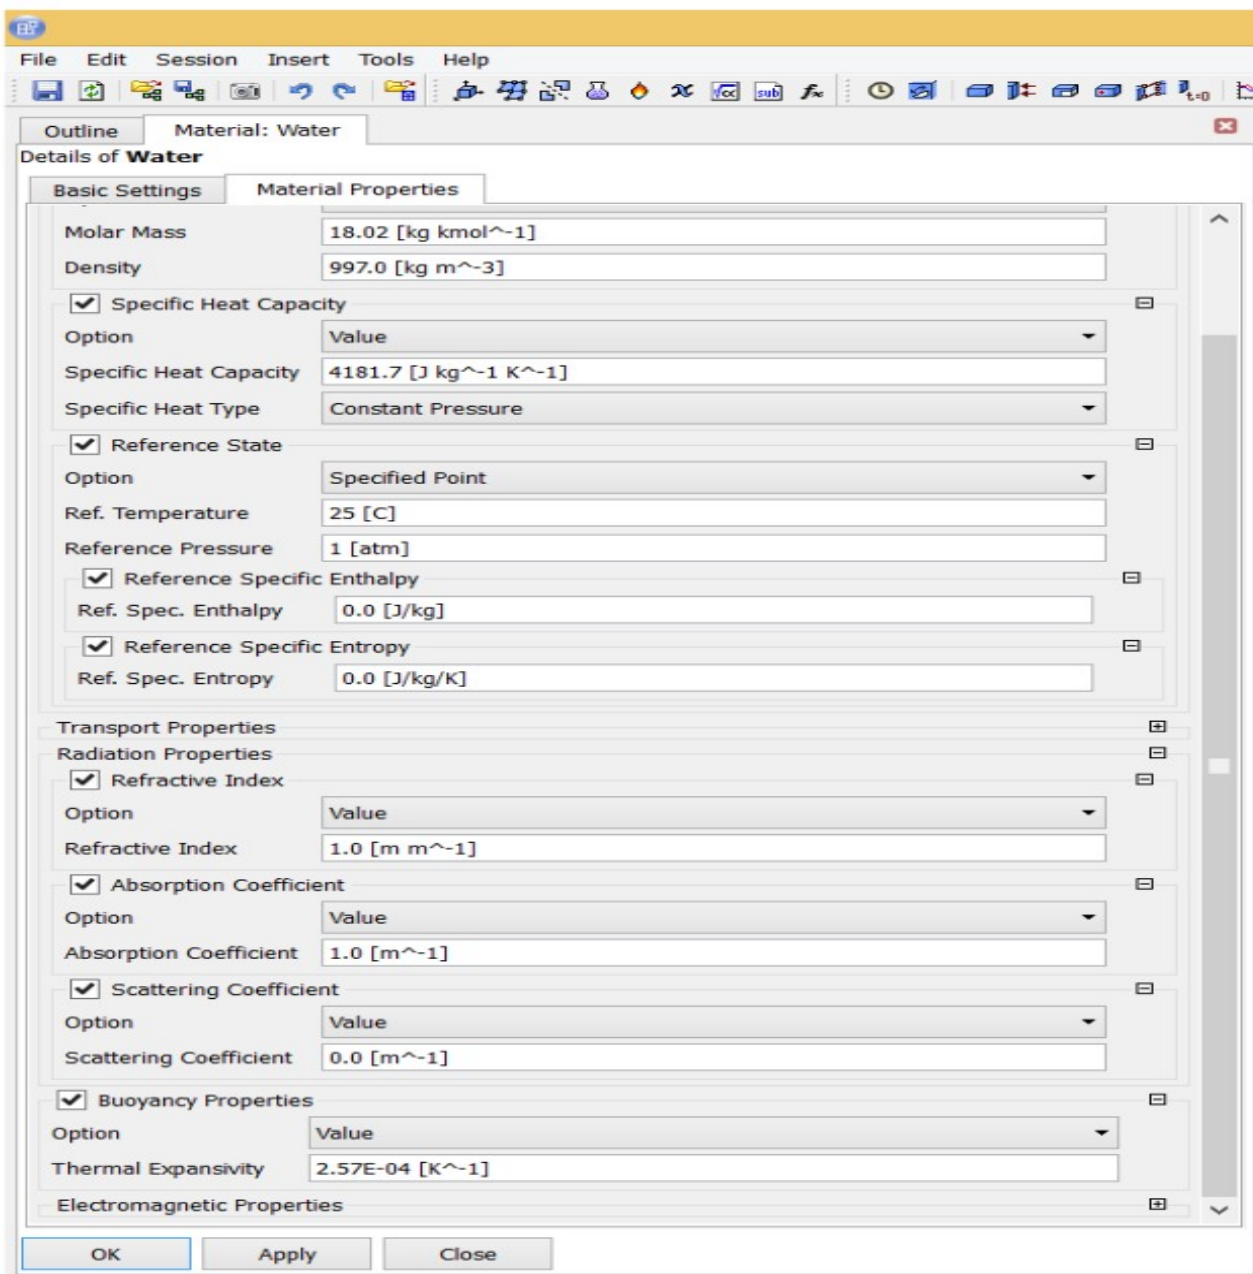 File Edit Session Insert Tools Help
Outline Material: Water
Details of Water
Basic Settings Material Properties
Molar Mass 18.02 [kg kmol^-1]
Density 997.0 [kg m^-3]
Specific Heat Capacity
Option Value
Specific Heat Capacity 4181.7 [J kg^-1 K^-1]
Specific Heat Type Constant Pressure
Reference State
Option Specified Point
Ref. Temperature 25 [C]
Reference Pressure 1 [atm]
Reference Specific Enthalpy
Ref. Spec. Enthalpy 0.0 [J/kg]
Reference Specific Entropy
Ref. Spec. Entropy 0.0 [J/kg/K]
Transport Properties
Radiation Properties
Refractive Index
Option Value
Refractive Index 1.0 [m m^-1]
Absorption Coefficient
Option Value
Absorption Coefficient 1.0 [m^-1]
Scattering Coefficient
Option Value
Scattering Coefficient 0.0 [m^-1]
Buoyancy Properties
Option Value
Thermal Expansivity 2.57E-04 [K^-1]
Electromagnetic Properties
OK Apply Close